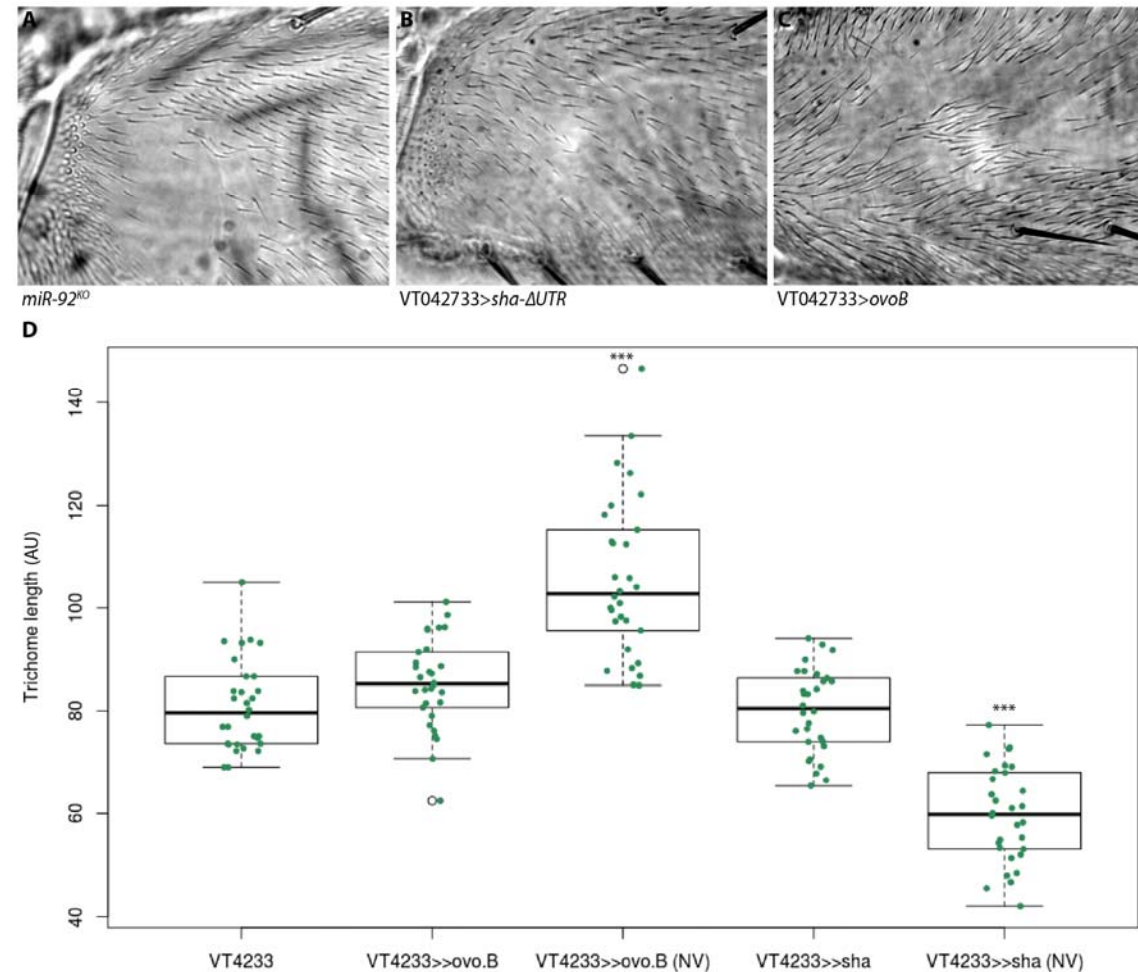 A
B
C
miR-92KO
VT042733>sha-ΔUTR
VT042733>ovoB
D
Trichome length (AU)
140
120
100
80
60
40
***
***
VT4233
VT4233>>ovo.B
VT4233>>ovo.B (NV)
VT4233>>sha
VT4233>>sha (NV)